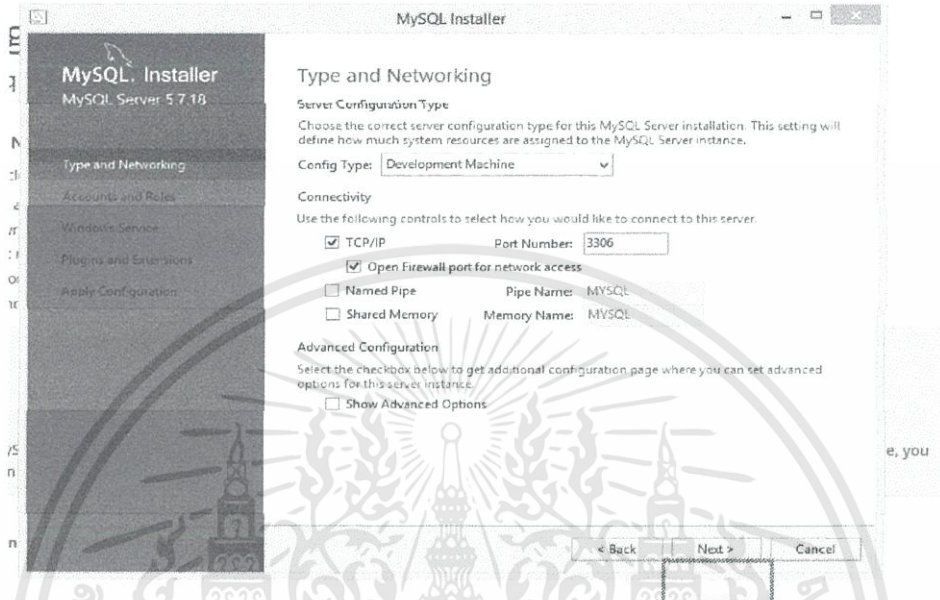 MySQL Installer
MySQL. Installer
MySQL Server 5.7.18
Type and Networking
Accounts and Roles
Windows Service
Plugins and Extensions
Apply Configuration
Type and Networking
Server Configuration Type
Choose the correct server configuration type for this MySQL Server installation. This setting will
define how much system resources are assigned to the MySQL Server instance.
Config Type: Development Machine
Connectivity
Use the following controls to select how you would like to connect to this server.
TCP/IP Port Number: 3306
Open Firewall port for network access
Named Pipe Pipe Name: MYSQL
Shared Memory Memory Name: MYSQL
Advanced Configuration
Select the checkbox below to get additional configuration page where you can set advanced
options for this server instance.
Show Advanced Options
e, you
< Back Next > Cancel